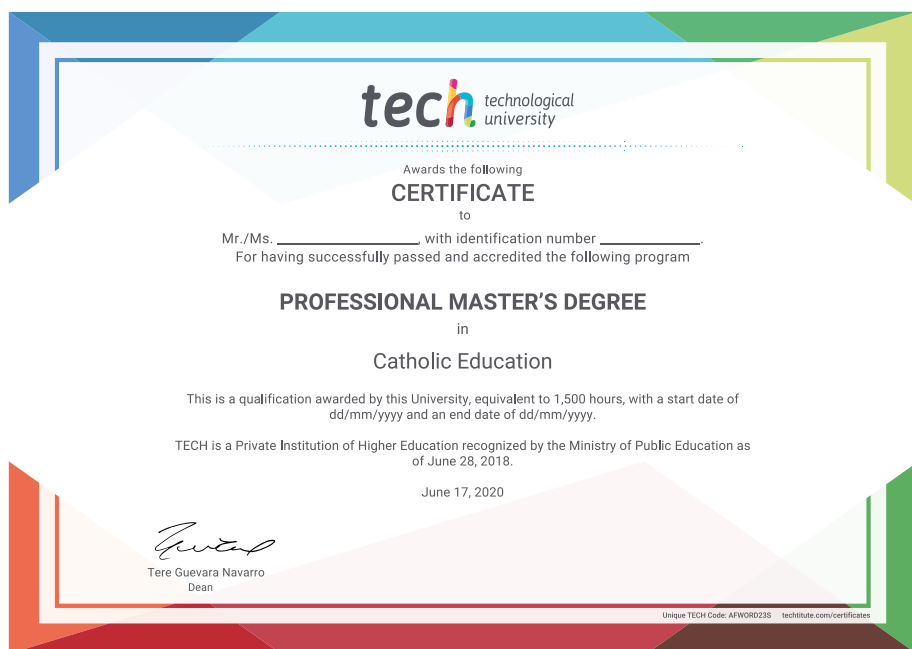 tech technological
university
Awards the following
CERTIFICATE
to
Mr./Ms. ____________________, with identification number ______________.
For having successfully passed and accredited the following program
PROFESSIONAL MASTER'S DEGREE
in
Catholic Education
This is a qualification awarded by this University, equivalent to 1,500 hours, with a start date of
dd/mm/yyyy and an end date of dd/mm/yyyy.
TECH is a Private Institution of Higher Education recognized by the Ministry of Public Education as
of June 28, 2018.
June 17, 2020
Tere Guevara Navarro
Dean
Unique TECH Code: AFWORD23S techtitute.com/certificates